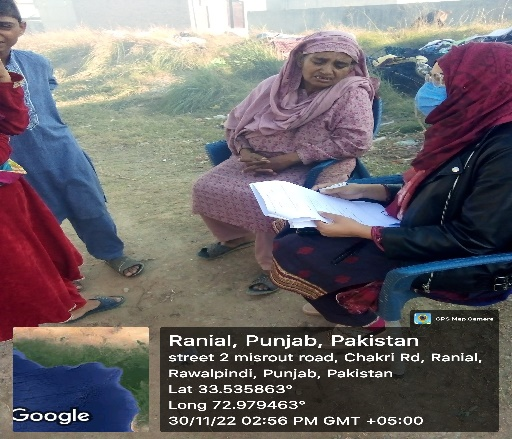 GPS Map Camera
Ranial, Punjab, Pakistan
street 2 misrout road, Chakri Rd, Ranial,
Rawalpindi, Punjab, Pakistan
Lat 33.535863°
Long 72.979463°
30/11/22 02:56 PM GMT +05:00
Google